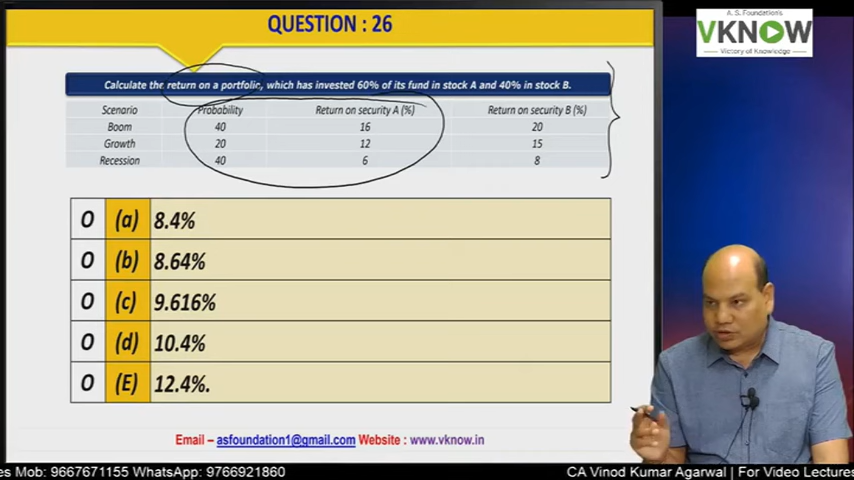 QUESTION : 26
A. S. Foundation's
VKNOW
Victory of Knowledge
Calculate the return on a portfolio, which has invested 60% of its fund in stock A and 40% in stock B.
Scenario Probability Return on security A (%) Return on security B (%)
Boom 40 16 20
Growth 20 12 15
Recession 40 6 8
O (a) 8.4%
O (b) 8.64%
O (c) 9.616%
O (d) 10.4%
O (E) 12.4%.
Email – asfoundation1@gmail.com Website : www.vknow.in
es Mob: 9667671155 WhatsApp: 9766921860 CA Vinod Kumar Agarwal | For Video Lectures